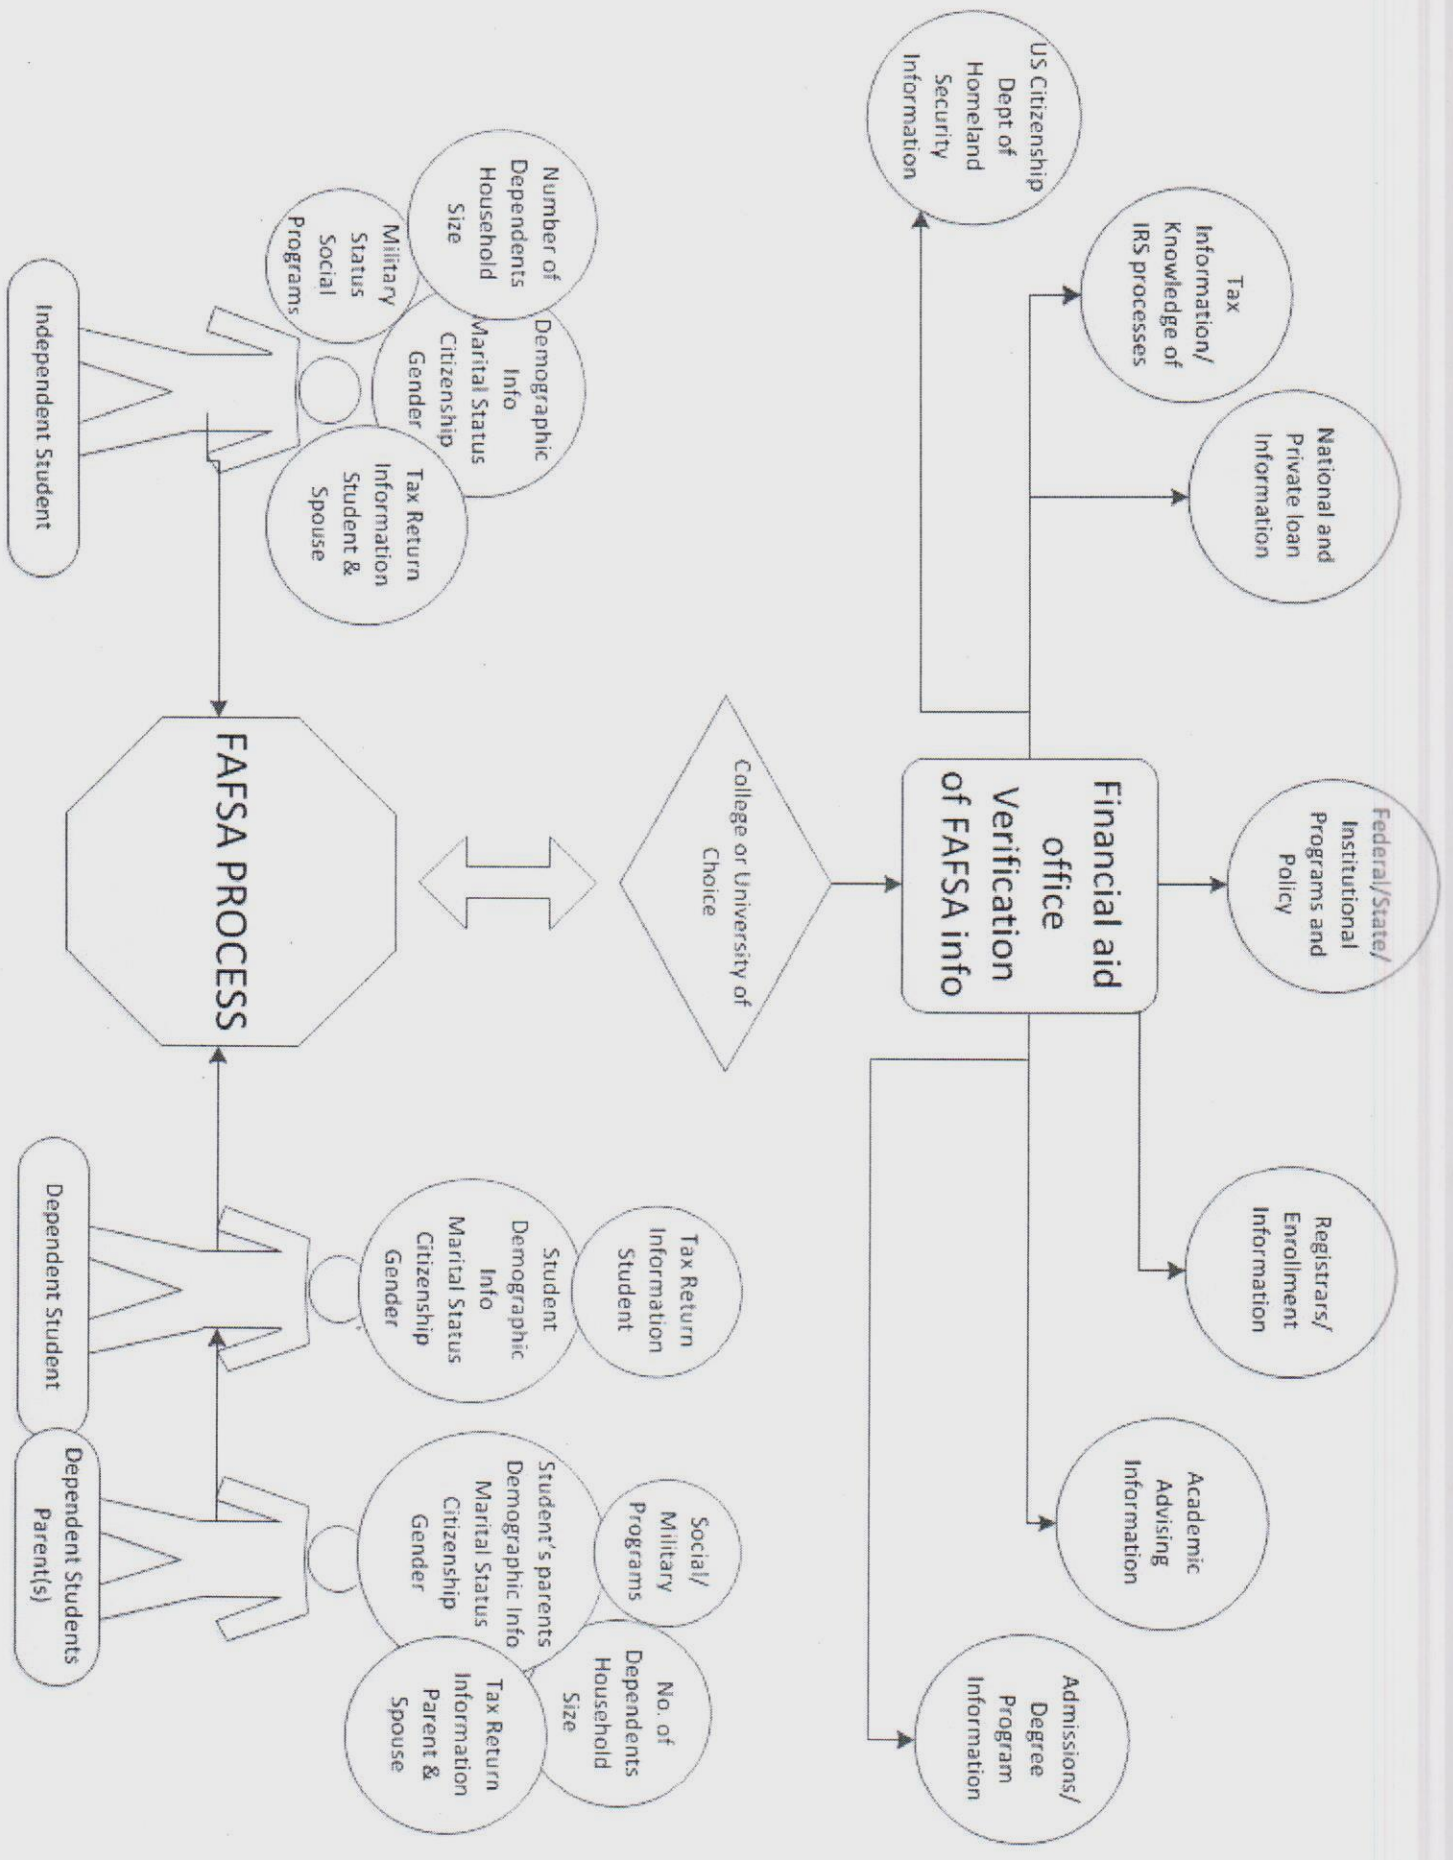 Federal/State/
Institutional
Programs and
Policy
National and
Private loan
Information
Registrars/
Enrollment
Information
Tax
Information/
Knowledge of
IRS processes
Academic
Advising
Information
US Citizenship
Dept of
Homeland
Security
Information
Financial aid
office
Verification
of FAFSA info
Admissions/
Degree
Program
Information
College or University of
Choice
Number of
Dependents
Household
Size
Demographic
Info
Marital Status
Citizenship
Gender
Military
Status
Social
Programs
Tax Return
Information
Student &
Spouse
Independent Student
FAFSA PROCESS
Tax Return
Information
Student
Student
Demographic
Info
Marital Status
Citizenship
Gender
Dependent Student
Social/
Military
Programs
Student's parents
Demographic Info
Marital Status
Citizenship
Gender
No. of
Dependents
Household
Size
Tax Return
Information
Parent &
Spouse
Dependent Students
Parent(s)